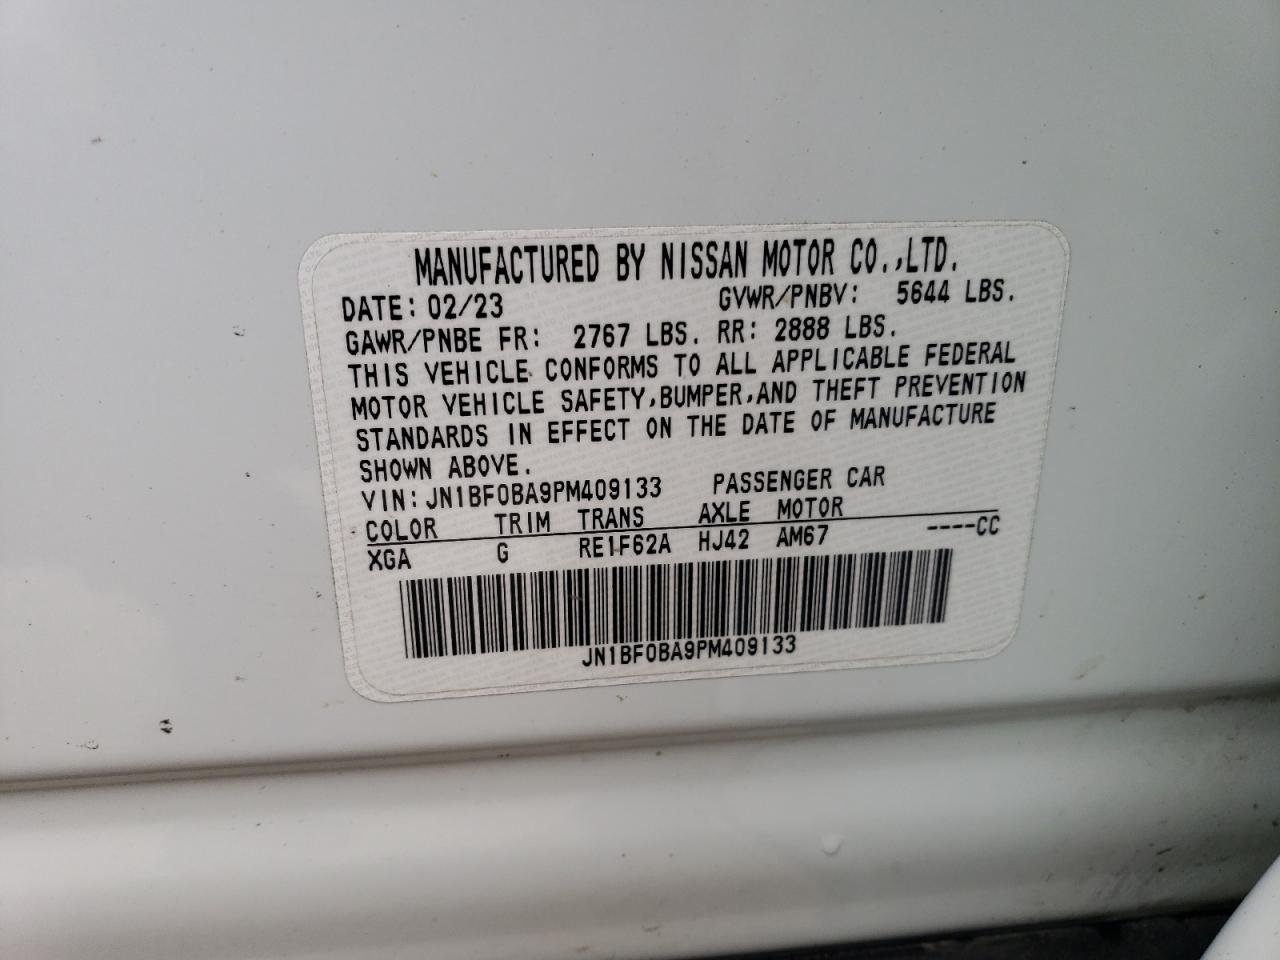 MANUFACTURED BY NISSAN MOTOR CO.,LTD.
DATE: 02/23 GVWR/PNBV: 5644 LBS.
GAWR/PNBE FR: 2767 LBS. RR: 2888 LBS.
THIS VEHICLE CONFORMS TO ALL APPLICABLE FEDERAL
MOTOR VEHICLE SAFETY,BUMPER,AND THEFT PREVENTION
STANDARDS IN EFFECT ON THE DATE OF MANUFACTURE
SHOWN ABOVE.
VIN: JN1BF0BA9PM409133 PASSENGER CAR
COLOR TRIM TRANS AXLE MOTOR
XGA G RE1F62A HJ42 AM67 ----CC
JN1BF0BA9PM409133